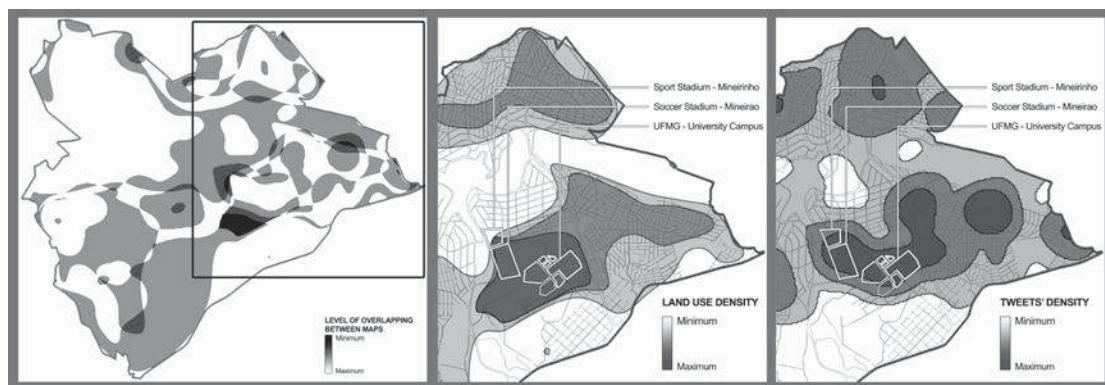 LEVEL OF OVERLAPPING
BETWEEN MAPS
Minimum
Maximum
Sport Stadium - Mineirinho
Soccer Stadium - Mineirao
UFMG - University Campus
LAND USE DENSITY
Minimum
Maximum
Sport Stadium - Mineirinho
Soccer Stadium - Mineirao
UFMG - University Campus
TWEETS' DENSITY
Minimum
Maximum